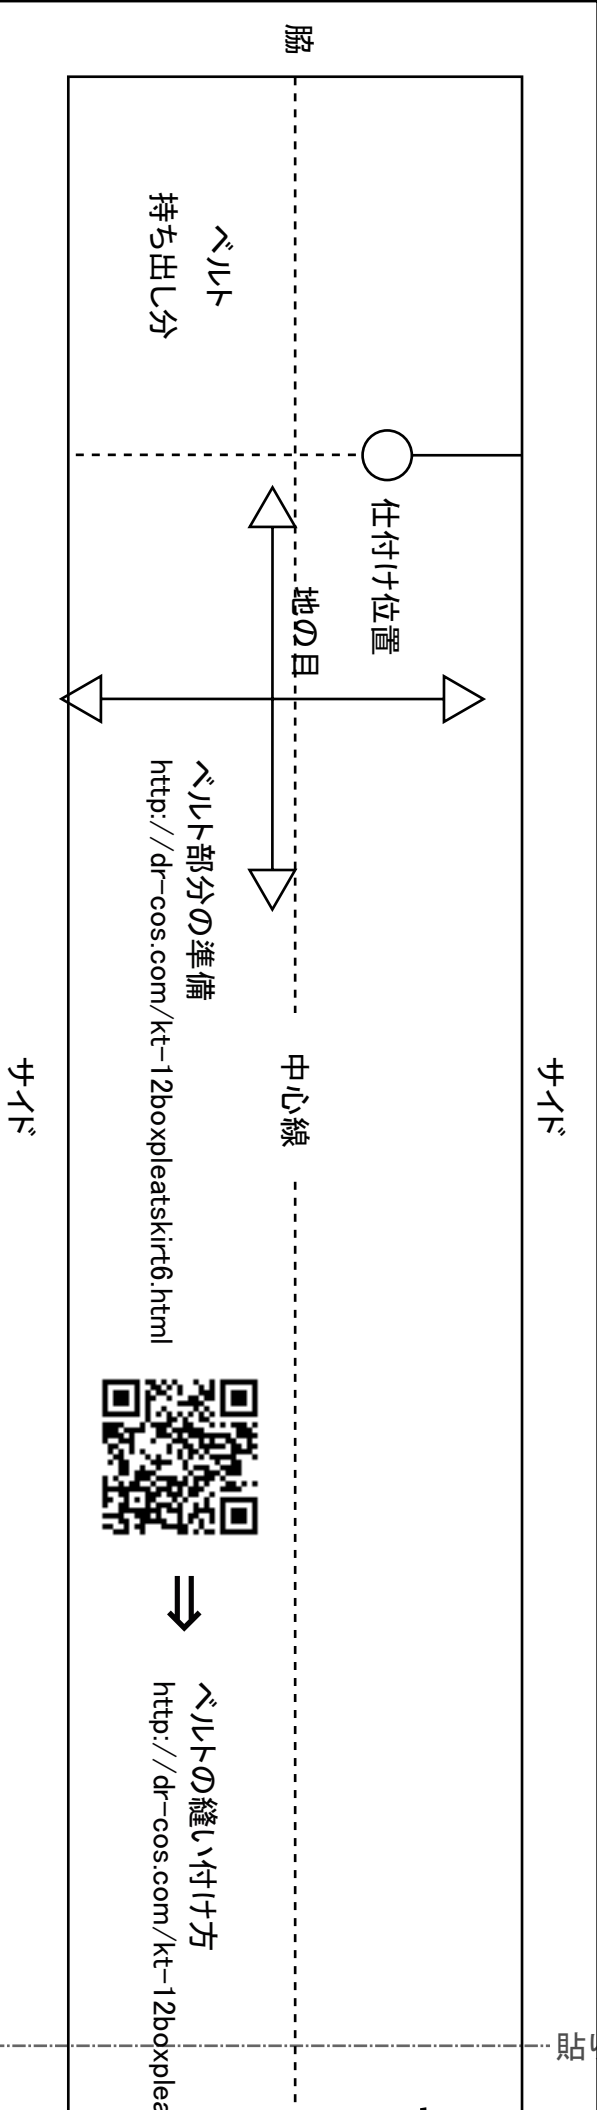 脇
ベルト
持ち出し分
仕付け位置
地の目
ベルト部分の準備
http://dr-cos.com/kt-12boxpleatskirt6.html
中心線
サイド
サイド
⇒
ベルトの縫い付け方
http://dr-cos.com/kt-12boxplea
貼り